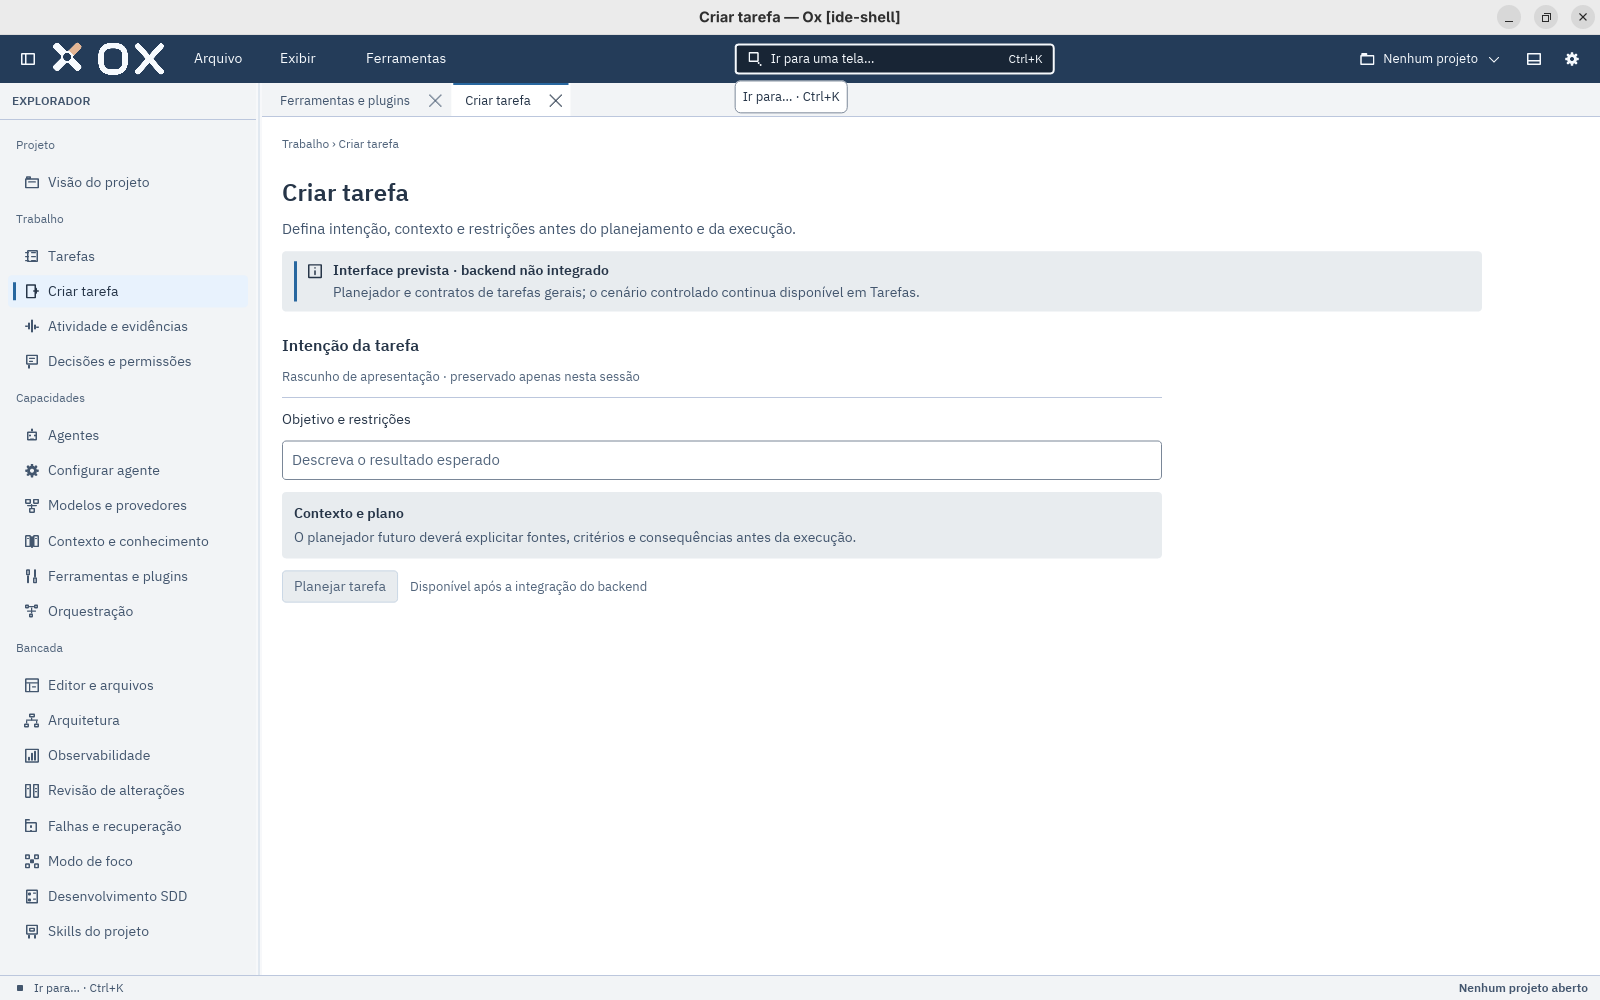 Criar tarefa — Ox [ide-shell]
OX
Arquivo
Exibir
Ferramentas
Ir para uma tela...
Ctrl+K
Nenhum projeto
Ir para... · Ctrl+K
EXPLORADOR
Ferramentas e plugins
Criar tarefa
Projeto
Visão do projeto
Trabalho
Tarefas
Criar tarefa
Atividade e evidências
Decisões e permissões
Capacidades
Agentes
Configurar agente
Modelos e provedores
Contexto e conhecimento
Ferramentas e plugins
Orquestração
Bancada
Editor e arquivos
Arquitetura
Observabilidade
Revisão de alterações
Falhas e recuperação
Modo de foco
Desenvolvimento SDD
Skills do projeto
Trabalho › Criar tarefa
Criar tarefa
Defina intenção, contexto e restrições antes do planejamento e da execução.
Interface prevista · backend não integrado
Planejador e contratos de tarefas gerais; o cenário controlado continua disponível em Tarefas.
Intenção da tarefa
Rascunho de apresentação · preservado apenas nesta sessão
Objetivo e restrições
Descreva o resultado esperado
Contexto e plano
O planejador futuro deverá explicitar fontes, critérios e consequências antes da execução.
Planejar tarefa
Disponível após a integração do backend
Ir para... · Ctrl+K
Nenhum projeto aberto